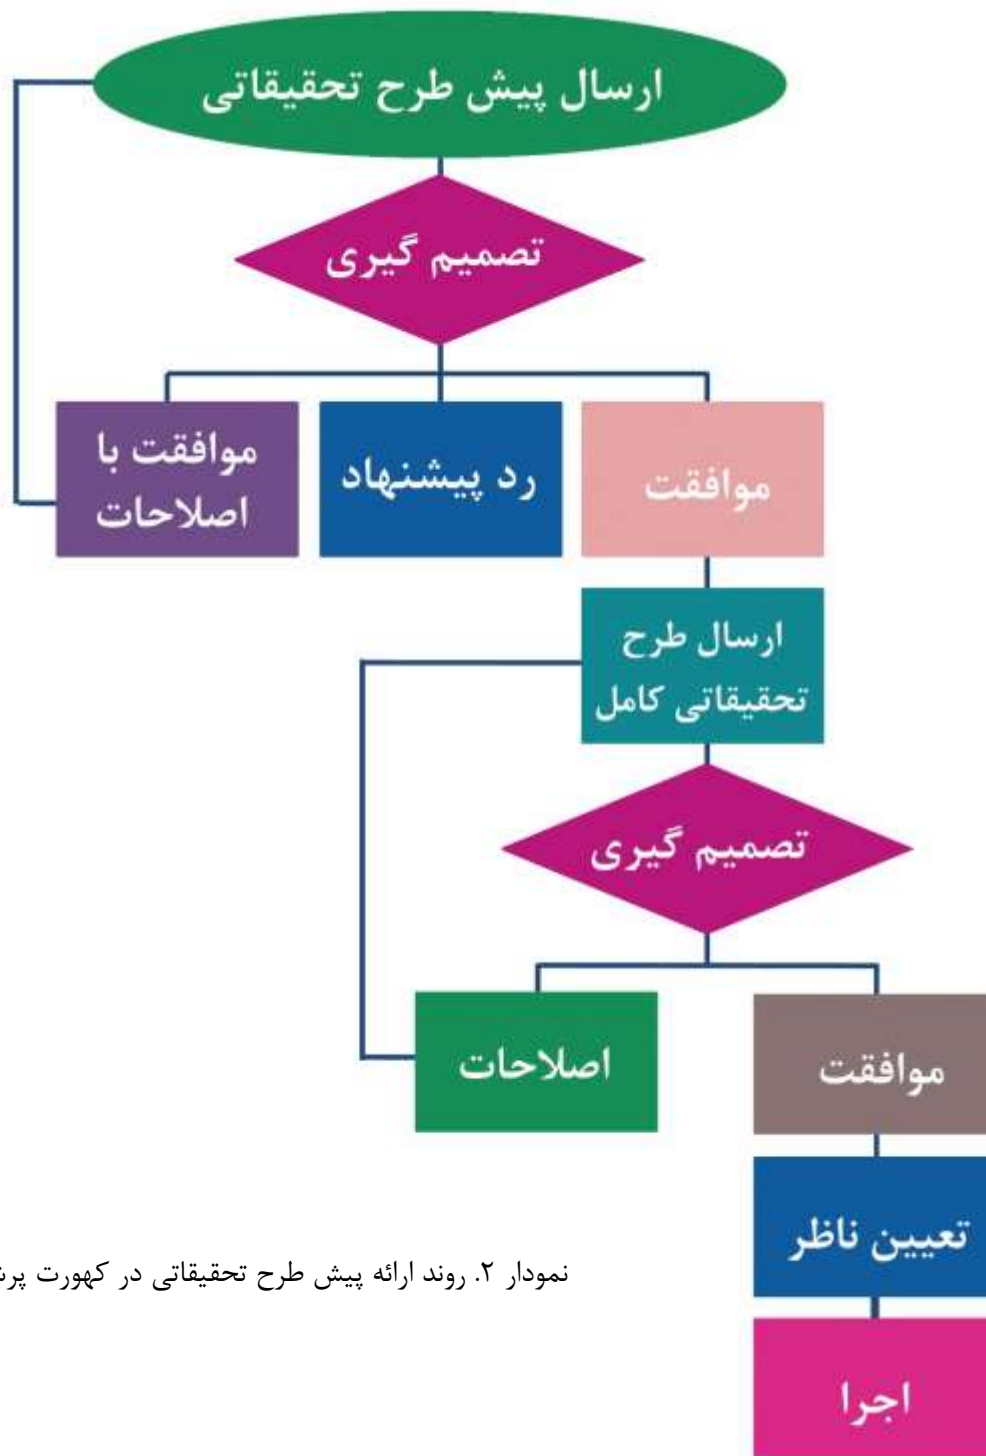 ارسال پیش طرح تحقیقاتی
تصمیم گیری
موافقت
رد پیشنهاد
موافقت با
اصلاحات
ارسال طرح
تحقیقاتی کامل
تصمیم گیری
موافقت
اصلاحات
تعیین ناظر
نمودار ۲. روند ارائه پیش طرح تحقیقاتی در کهورت
اجرا